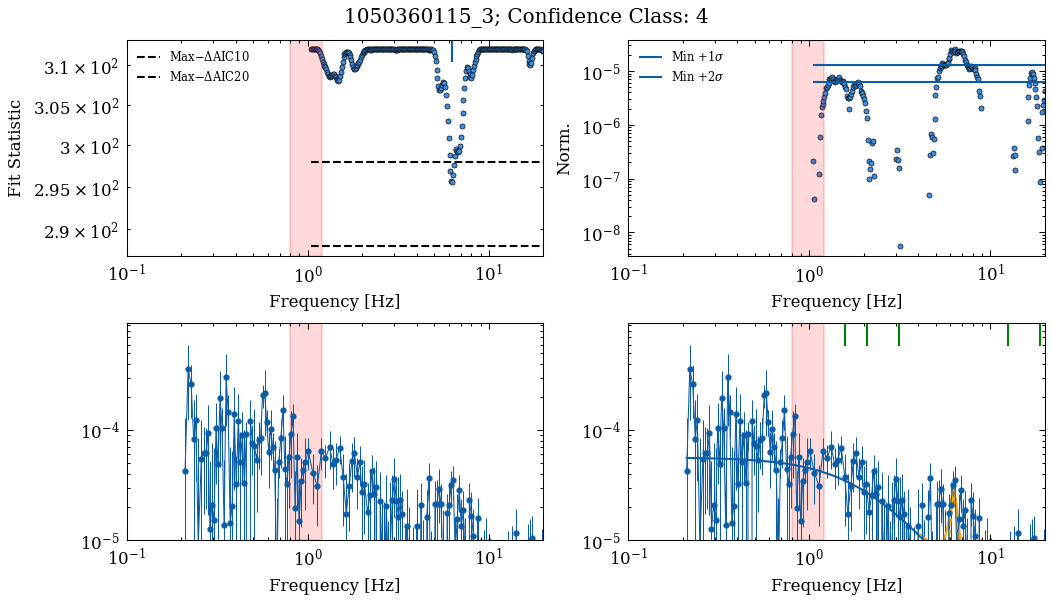 1050360115_3; Confidence Class: 4
Max−ΔAIC10
Max−ΔAIC20
Fit Statistic
3.1 × 10²
3.05 × 10²
3 × 10²
2.95 × 10²
2.9 × 10²
10⁻¹
10⁰
10¹
Frequency [Hz]
Min +1σ
Min +2σ
Norm.
10⁻⁵
10⁻⁶
10⁻⁷
10⁻⁸
10⁻¹
10⁰
10¹
Frequency [Hz]
10⁻⁴
10⁻⁵
10⁻¹
10⁰
10¹
Frequency [Hz]
10⁻⁴
10⁻⁵
10⁻¹
10⁰
10¹
Frequency [Hz]